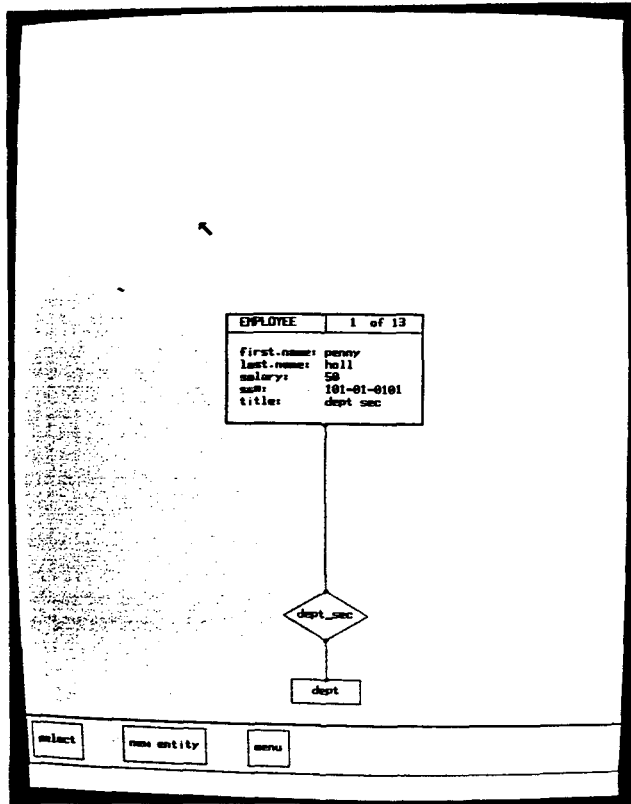 EMPLOYEE 1 of 13
first.name: penny
last.name: holl
salary: 50
ssn: 101-01-0101
title: dept sec
dept_sec
dept
select new entity menu